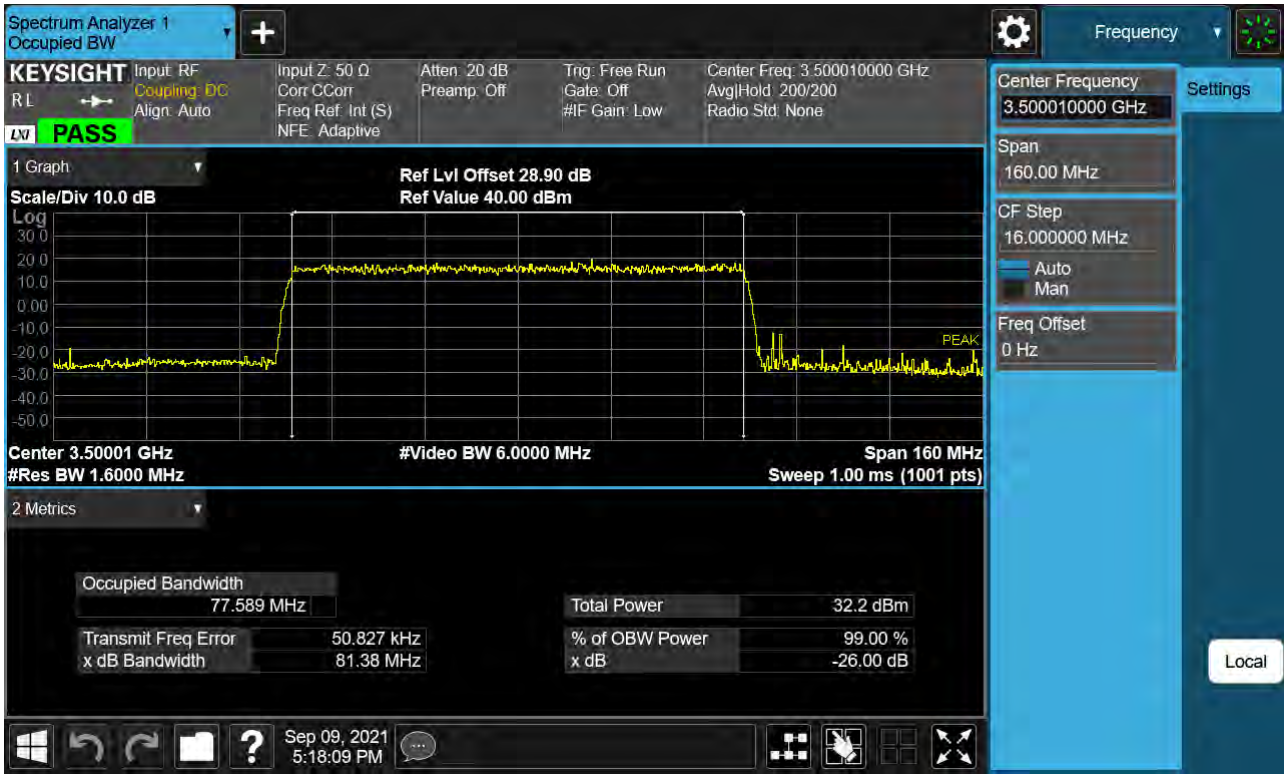 Spectrum Analyzer 1
Occupied BW
+
Frequency
KEYSIGHT
RL
LXI
PASS
Input: RF
Coupling: DC
Align: Auto
Input Z: 50 Ω
Corr CCorr
Freq Ref: Int (S)
NFE: Adaptive
Atten: 20 dB
Preamp: Off
Trig: Free Run
Gate: Off
#IF Gain: Low
Center Freq: 3.500010000 GHz
Avg|Hold: 200/200
Radio Std: None
Center Frequency
3.500010000 GHz
Settings
Span
160.00 MHz
CF Step
16.000000 MHz
Auto
Man
Freq Offset
0 Hz
Local
1 Graph
Scale/Div 10.0 dB
Ref Lvl Offset 28.90 dB
Ref Value 40.00 dBm
Log
30.0
20.0
10.0
0.00
-10.0
-20.0
-30.0
-40.0
-50.0
PEAK
Center 3.50001 GHz
#Video BW 6.0000 MHz
Span 160 MHz
#Res BW 1.6000 MHz
Sweep 1.00 ms (1001 pts)
2 Metrics
Occupied Bandwidth
77.589 MHz
Total Power 32.2 dBm
Transmit Freq Error 50.827 kHz
% of OBW Power 99.00 %
x dB Bandwidth 81.38 MHz
x dB -26.00 dB
?
Sep 09, 2021
5:18:09 PM